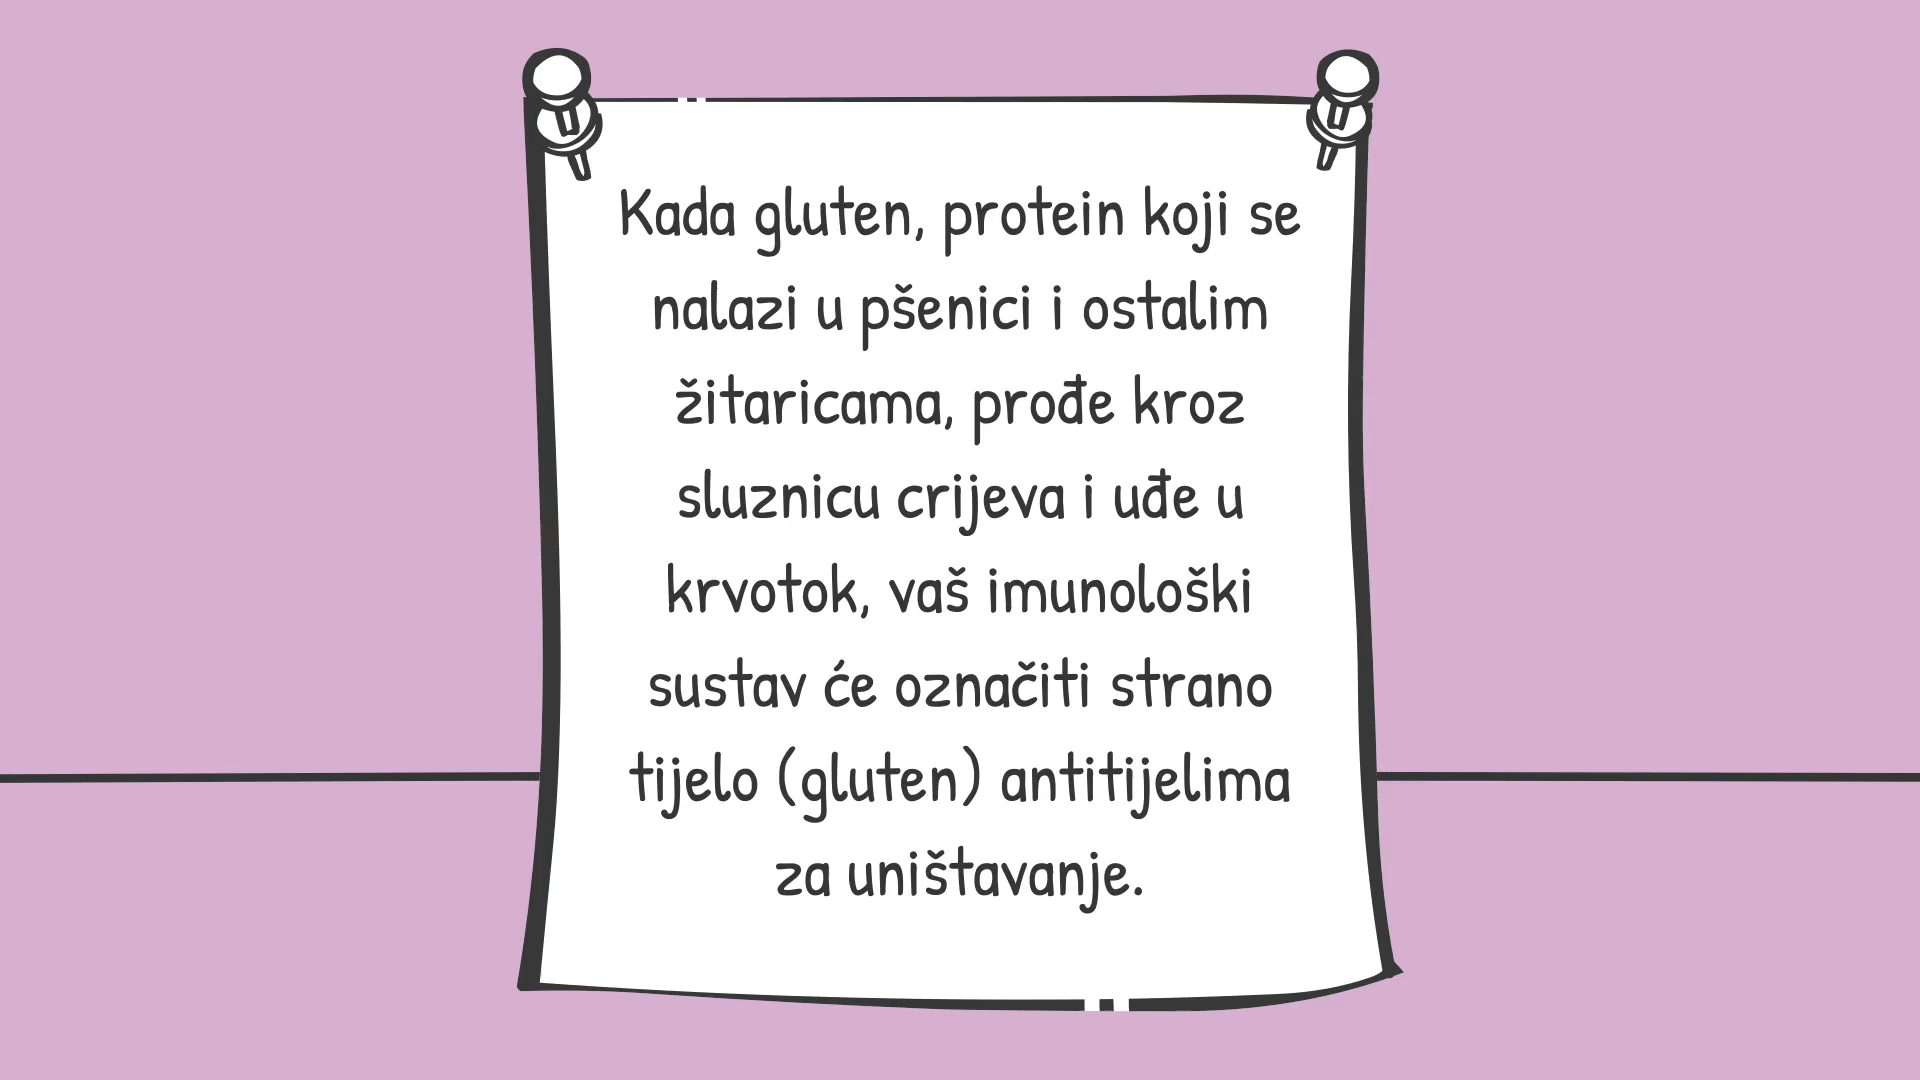 Kada gluten, protein koji se
nalazi u pšenici i ostalim
žitaricama, prođe kroz
sluznicu crijeva i uđe u
krvotok, vaš imunološki
sustav će označiti strano
tijelo (gluten) antitijelima
za uništavanje.